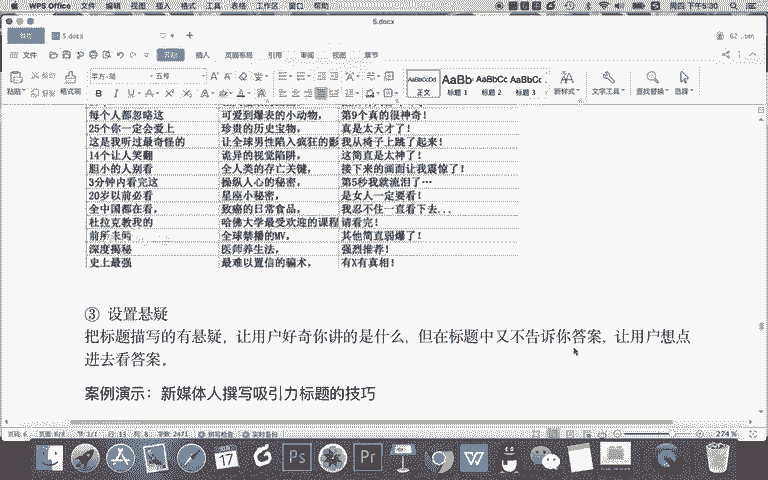 WPS Office 文件 编辑 视图 插入 格式 工具 表格 工作区 窗口 帮助
周四 下午5:30
5.docx
5.docx
文件 开始 插入 页面布局 引用 审阅 视图 章节
粘贴 剪切 复制 格式刷 五号 AaBbCcDd AaBb AaBbCc AaBbC
正文 标题 1 标题 2 标题 3 新样式 文字工具 查找替换 选择
每个人都忽略这 可爱到爆表的小动物, 第9个真的很神奇!
25个你一定会爱上 珍贵的历史宝物, 真是太天才了!
这是我听过最奇怪的 让全球男性陷入疯狂的影 我从椅子上跳了起来!
14个让人笑翻 诡异的视觉陷阱, 这简直是太神了!
胆小的人别看 全人类的存亡关键, 接下来的画面让我震惊了!
3分钟内看完这 操纵人心的秘密, 第5秒我就流泪了…
20岁以前必看 星座小秘密, 是女人一定要看!
全中国都在看, 致癌的日常食品, 我忍不住一直看下去...
杜拉克教我的 哈佛大学最受欢迎的课程 请看完!
前所未 全球禁播的MV, 其他简直弱爆了!
深度揭秘 医师养生法, 强烈推荐!
史上最强 最难以置信的骗术, 有X有真相!
③ 设置悬疑
把标题描写的有悬疑，让用户好奇你讲的是什么，但在标题中又不告诉你答案，让用户想点
进去看答案。
案例演示：新媒体人撰写吸引力标题的技巧
274 %